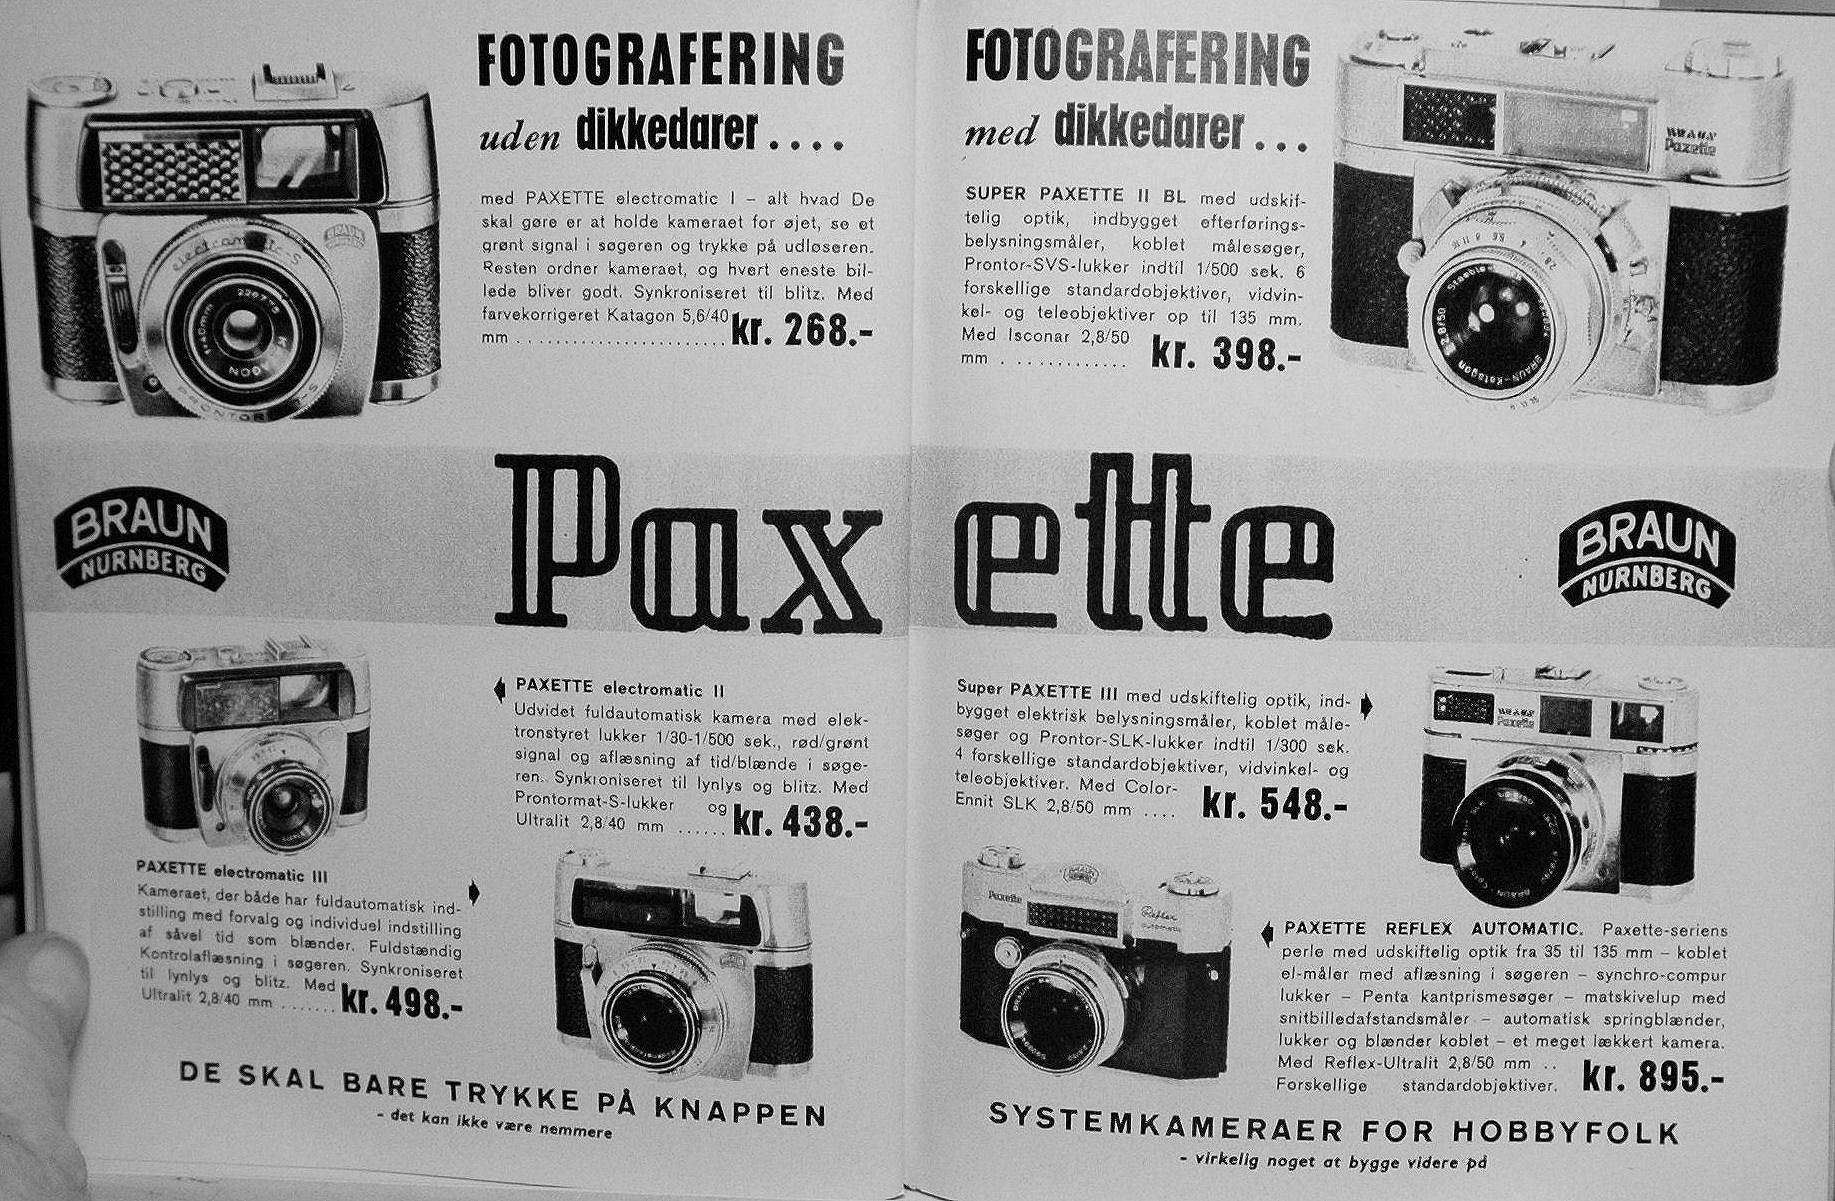 FOTOGRAFERING
uden dikkedarer....
med PAXETTE electromatic I – alt hvad De
skal gøre er at holde kameraet for øjet, se et
grønt signal i søgeren og trykke på udløseren.
Resten ordner kameraet, og hvert eneste bil-
lede bliver godt. Synkroniseret til blitz. Med
farvekorrigeret Katagon 5,6/40
mm ....................... kr. 268.-
FOTOGRAFERING
med dikkedarer...
SUPER PAXETTE II BL med udskif-
telig optik, indbygget efterførings-
belysningsmåler, koblet målesøger,
Prontor-SVS-lukker indtil 1/500 sek. 6
forskellige standardobjektiver, vidvin-
kel- og teleobjektiver op til 135 mm.
Med Isconar 2,8/50
mm ............. kr. 398.-
BRAUN
Paxette
BRAUN
NURNBERG
Paxette
BRAUN
NURNBERG
PAXETTE electromatic II
Udvidet fuldautomatisk kamera med elek-
tronstyret lukker 1/30-1/500 sek., rød/grønt
signal og aflæsning af tid/blænde i søge-
ren. Synkroniseret til lynlys og blitz. Med
Prontormat-S-lukker og
Ultralit 2,8/40 mm ...... kr. 438.-
PAXETTE electromatic III
Kameraet, der både har fuldautomatisk ind-
stilling med forvalg og individuel indstilling
af såvel tid som blænder. Fuldstændig
Kontrolaflæsning i søgeren. Synkroniseret
til lynlys og blitz. Med
Ultralit 2,8/40 mm ....... kr. 498.-
DE SKAL BARE TRYKKE PÅ KNAPPEN
- det kan ikke være nemmere
Super PAXETTE III med udskiftelig optik, ind-
bygget elektrisk belysningsmåler, koblet måle-
søger og Prontor-SLK-lukker indtil 1/300 sek.
4 forskellige standardobjektiver, vidvinkel- og
teleobjektiver. Med Color-
Ennit SLK 2,8/50 mm .... kr. 548.-
Paxette
Reflex
automatic
PAXETTE REFLEX AUTOMATIC. Paxette-seriens
perle med udskiftelig optik fra 35 til 135 mm – koblet
el-måler med aflæsning i søgeren – synchro-compur
lukker – Penta kantprismesøger – matskivelup med
snitbilledafstandsmåler – automatisk springblænder,
lukker og blænder koblet – et meget lækkert kamera.
Med Reflex-Ultralit 2,8/50 mm ..
Forskellige standardobjektiver. kr. 895.-
SYSTEMKAMERAER FOR HOBBYFOLK
- virkelig noget at bygge videre på